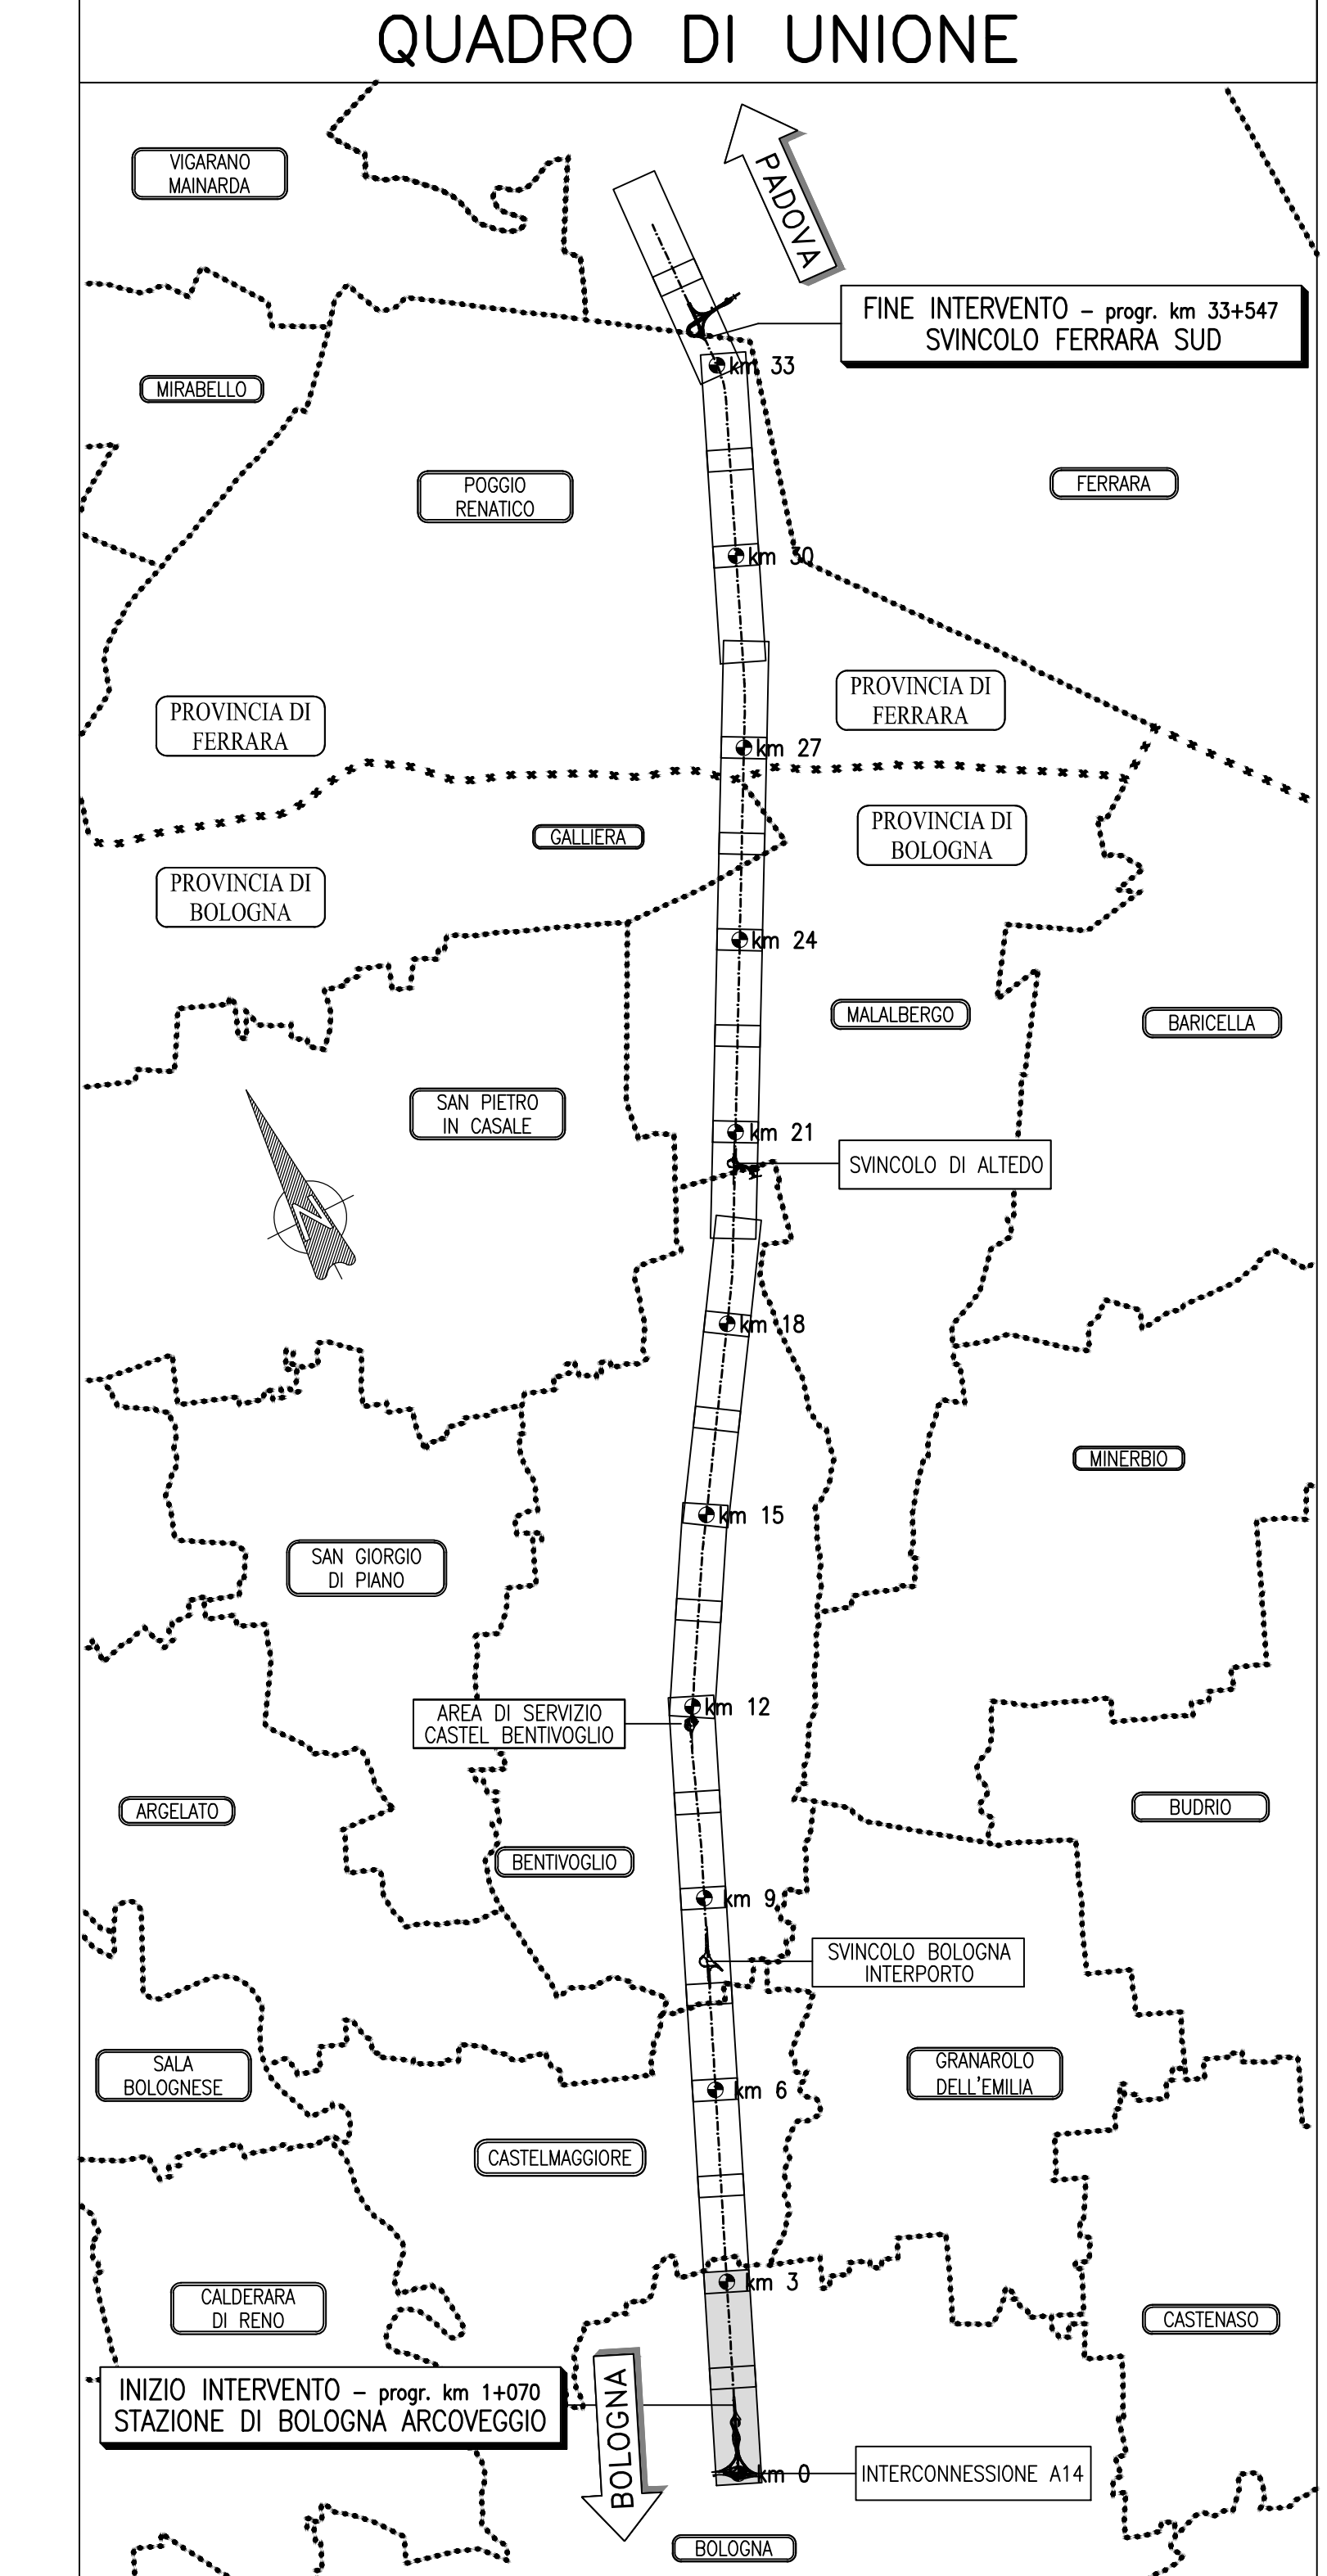 QUADRO DI UNIONE
VIGARANO
MAINARDA
PADOVA
FINE INTERVENTO – progr. km 33+547
SVINCOLO FERRARA SUD
km 33
MIRABELLO
POGGIO
RENATICO
FERRARA
km 30
PROVINCIA DI
FERRARA
PROVINCIA DI
FERRARA
km 27
GALLIERA
PROVINCIA DI
BOLOGNA
PROVINCIA DI
BOLOGNA
km 24
MALALBERGO
BARICELLA
SAN PIETRO
IN CASALE
km 21
SVINCOLO DI ALTEDO
N
km 18
MINERBIO
km 15
SAN GIORGIO
DI PIANO
km 12
AREA DI SERVIZIO
CASTEL BENTIVOGLIO
ARGELATO
BUDRIO
BENTIVOGLIO
km 9
SVINCOLO BOLOGNA
INTERPORTO
SALA
BOLOGNESE
GRANAROLO
DELL'EMILIA
km 6
CASTELMAGGIORE
km 3
CALDERARA
DI RENO
CASTENASO
INIZIO INTERVENTO – progr. km 1+070
STAZIONE DI BOLOGNA ARCOVEGGIO
BOLOGNA
km 0
INTERCONNESSIONE A14
BOLOGNA